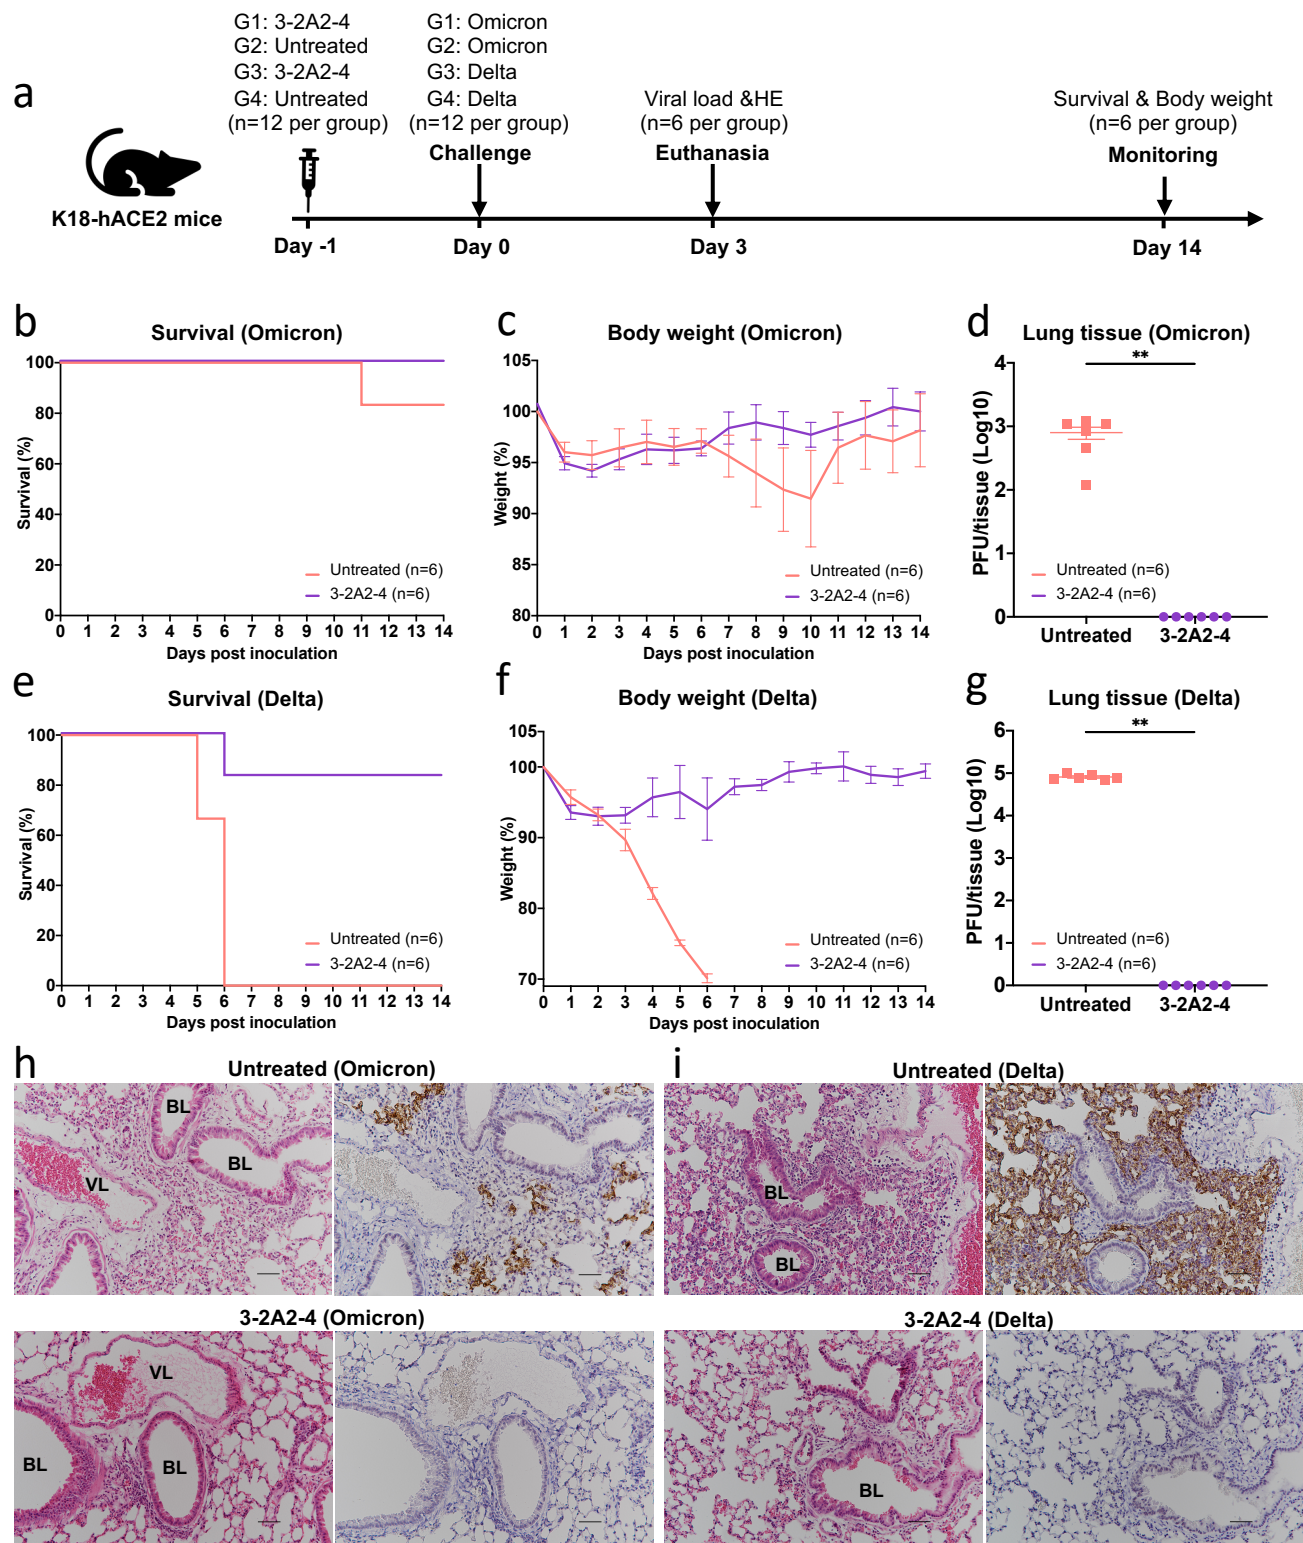 a
G1: 3-2A2-4
G2: Untreated
G3: 3-2A2-4
G4: Untreated
(n=12 per group)
G1: Omicron
G2: Omicron
G3: Delta
G4: Delta
(n=12 per group)
Challenge
Viral load &HE
(n=6 per group)
Euthanasia
Survival & Body weight
(n=6 per group)
Monitoring
K18-hACE2 mice
Day -1
Day 0
Day 3
Day 14
b
Survival (Omicron)
Survival (%)
100
80
60
40
20
0
Untreated (n=6)
3-2A2-4 (n=6)
0 1 2 3 4 5 6 7 8 9 10 11 12 13 14
Days post inoculation
c
Body weight (Omicron)
Weight (%)
105
100
95
90
85
80
Untreated (n=6)
3-2A2-4 (n=6)
0 1 2 3 4 5 6 7 8 9 10 11 12 13 14
Days post inoculation
d
Lung tissue (Omicron)
**
PFU/tissue (Log10)
4
3
2
1
0
Untreated (n=6)
3-2A2-4 (n=6)
Untreated 3-2A2-4
e
Survival (Delta)
Survival (%)
100
80
60
40
20
0
Untreated (n=6)
3-2A2-4 (n=6)
0 1 2 3 4 5 6 7 8 9 10 11 12 13 14
Days post inoculation
f
Body weight (Delta)
Weight (%)
105
100
90
80
70
Untreated (n=6)
3-2A2-4 (n=6)
0 1 2 3 4 5 6 7 8 9 10 11 12 13 14
Days post inoculation
g
Lung tissue (Delta)
**
PFU/tissue (Log10)
6
5
4
3
2
1
0
Untreated (n=6)
3-2A2-4 (n=6)
Untreated 3-2A2-4
h
Untreated (Omicron)
BL
BL
VL
3-2A2-4 (Omicron)
VL
BL
BL
i
Untreated (Delta)
BL
BL
3-2A2-4 (Delta)
BL